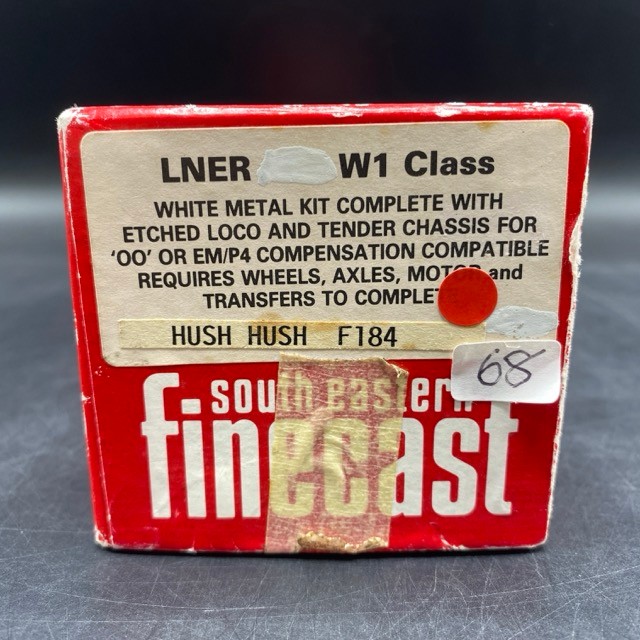 LNER W1 Class
WHITE METAL KIT COMPLETE WITH
ETCHED LOCO AND TENDER CHASSIS FOR
'OO' OR EM/P4 COMPENSATION COMPATIBLE
REQUIRES WHEELS, AXLES, MOTOR and
TRANSFERS TO COMPLETE
HUSH HUSH F184
68
south eastern
finecast